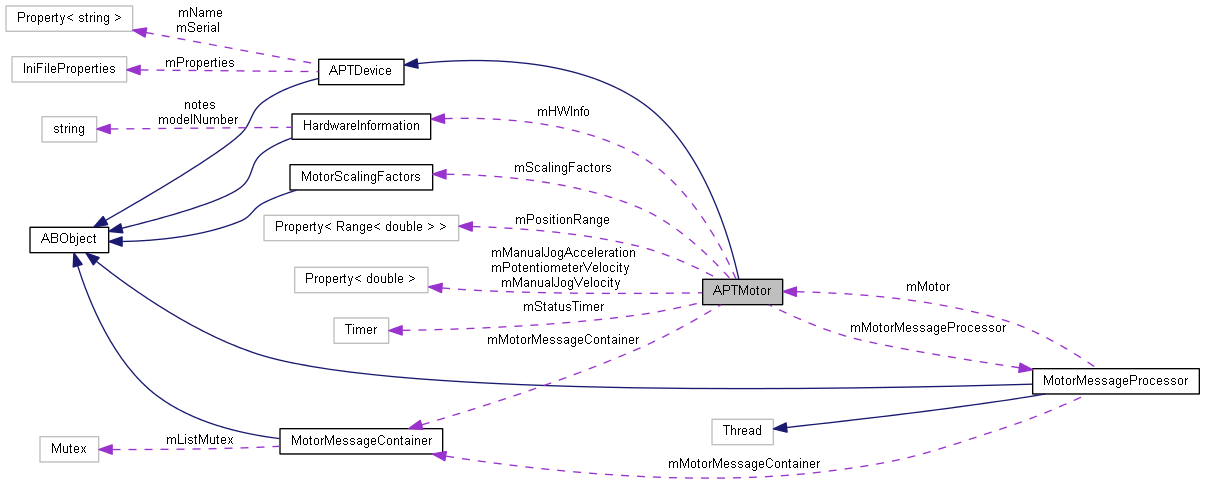 Property< string >
mName
mSerial
IniFileProperties
mProperties
APTDevice
string
notes
modelNumber
HardwareInformation
mHWInfo
MotorScalingFactors
mScalingFactors
ABObject
Property< Range< double > >
mPositionRange
Property< double >
mManualJogAcceleration
mPotentiometerVelocity
mManualJogVelocity
APTMotor
mMotor
Timer
mStatusTimer
mMotorMessageContainer
mMotorMessageProcessor
MotorMessageProcessor
Thread
Mutex
mListMutex
MotorMessageContainer
mMotorMessageContainer